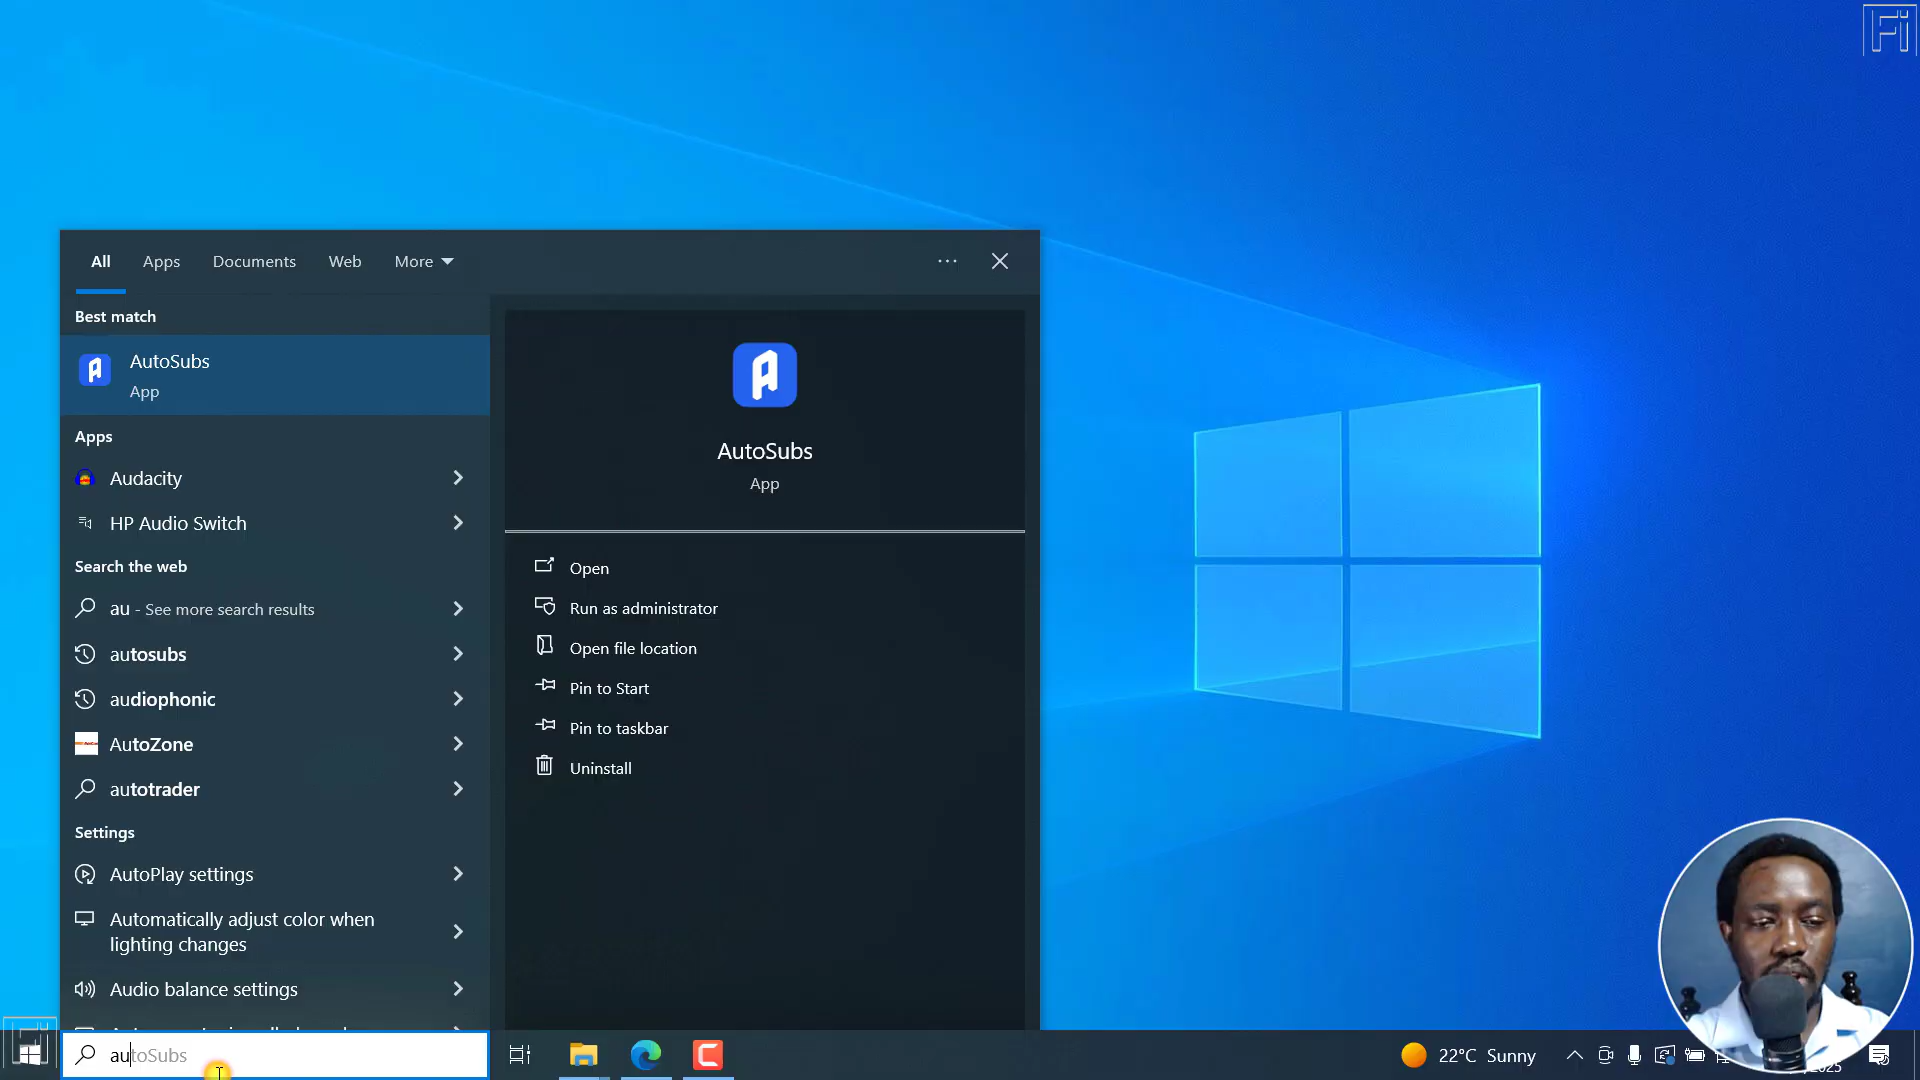 Fi
All Apps Documents Web More
Best match
AutoSubs
App
Apps
Audacity
HP Audio Switch
Search the web
au - See more search results
autosubs
audiophonic
AutoZone
autotrader
Settings
AutoPlay settings
Automatically adjust color when
lighting changes
Audio balance settings
autoSubs
AutoSubs
App
Open
Run as administrator
Open file location
Pin to Start
Pin to taskbar
Uninstall
22°C Sunny